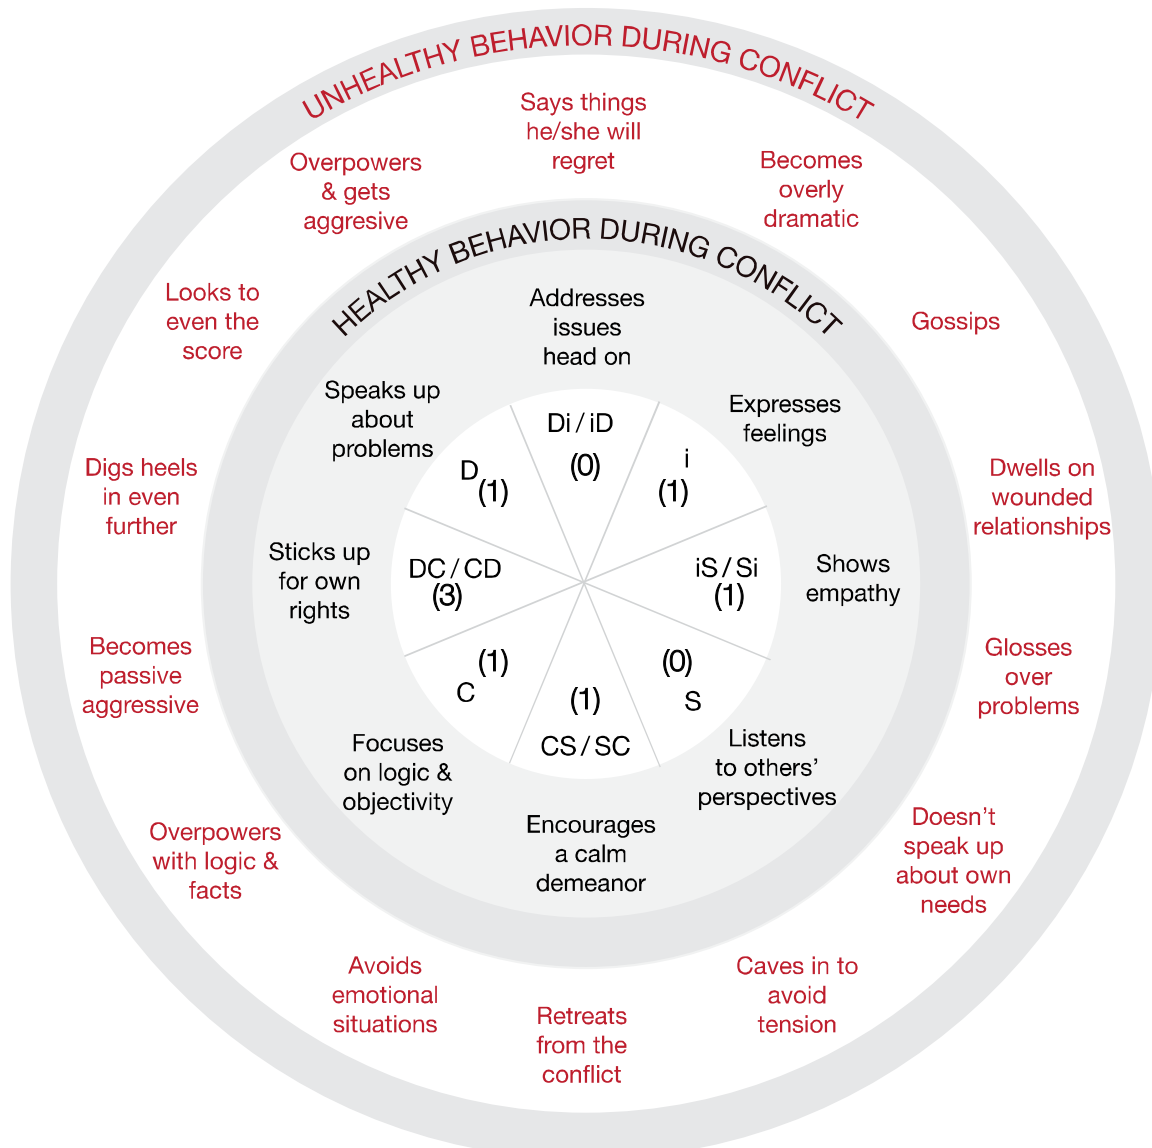 UNHEALTHY BEHAVIOR DURING CONFLICT
Says things
he/she will
regret
Becomes
overly
dramatic
Gossips
Dwells on
wounded
relationships
Glosses
over
problems
Doesn't
speak up
about own
needs
Caves in to
avoid
tension
Retreats
from the
conflict
Avoids
emotional
situations
Overpowers
with logic &
facts
Becomes
passive
aggressive
Digs heels
in even
further
Looks to
even the
score
Overpowers
& gets
aggresive
HEALTHY BEHAVIOR DURING CONFLICT
Addresses
issues
head on
Expresses
feelings
Shows
empathy
Listens
to others’
perspectives
Encourages
a calm
demeanor
Focuses
on logic &
objectivity
Sticks up
for own
rights
Speaks up
about
problems
Di / iD
(0)
i
(1)
iS / Si
(1)
(0)
S
(1)
CS / SC
(1)
C
DC / CD
(3)
D
(1)